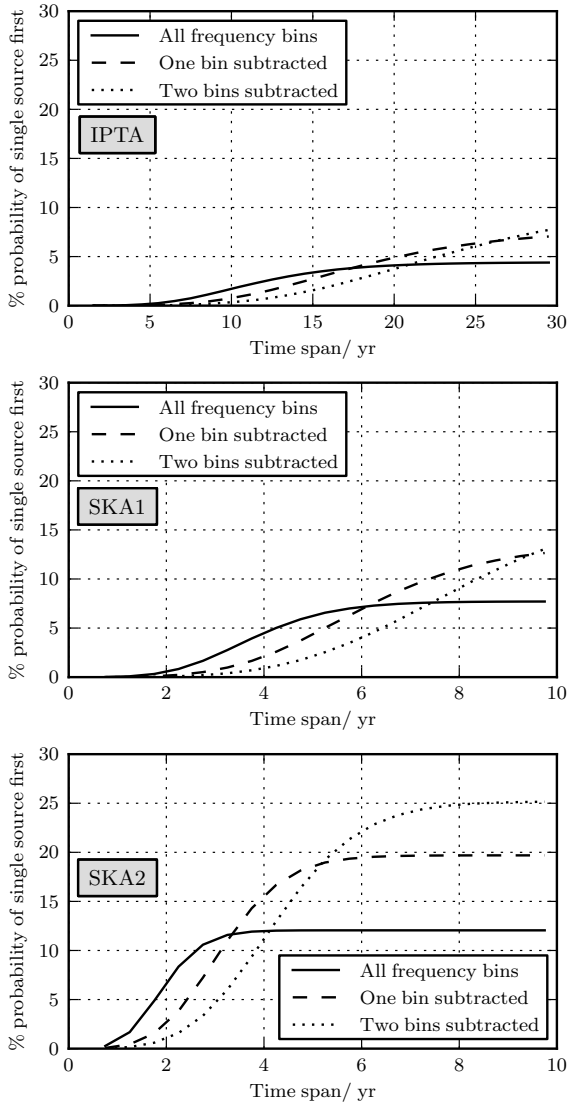 30
25
20
15
10
5
0
% probability of single source first
All frequency bins
One bin subtracted
Two bins subtracted
IPTA
0 5 10 15 20 25 30
Time span/ yr
30
25
20
15
10
5
0
% probability of single source first
All frequency bins
One bin subtracted
Two bins subtracted
SKA1
0 2 4 6 8 10
Time span/ yr
30
25
20
15
10
5
0
% probability of single source first
SKA2
All frequency bins
One bin subtracted
Two bins subtracted
0 2 4 6 8 10
Time span/ yr